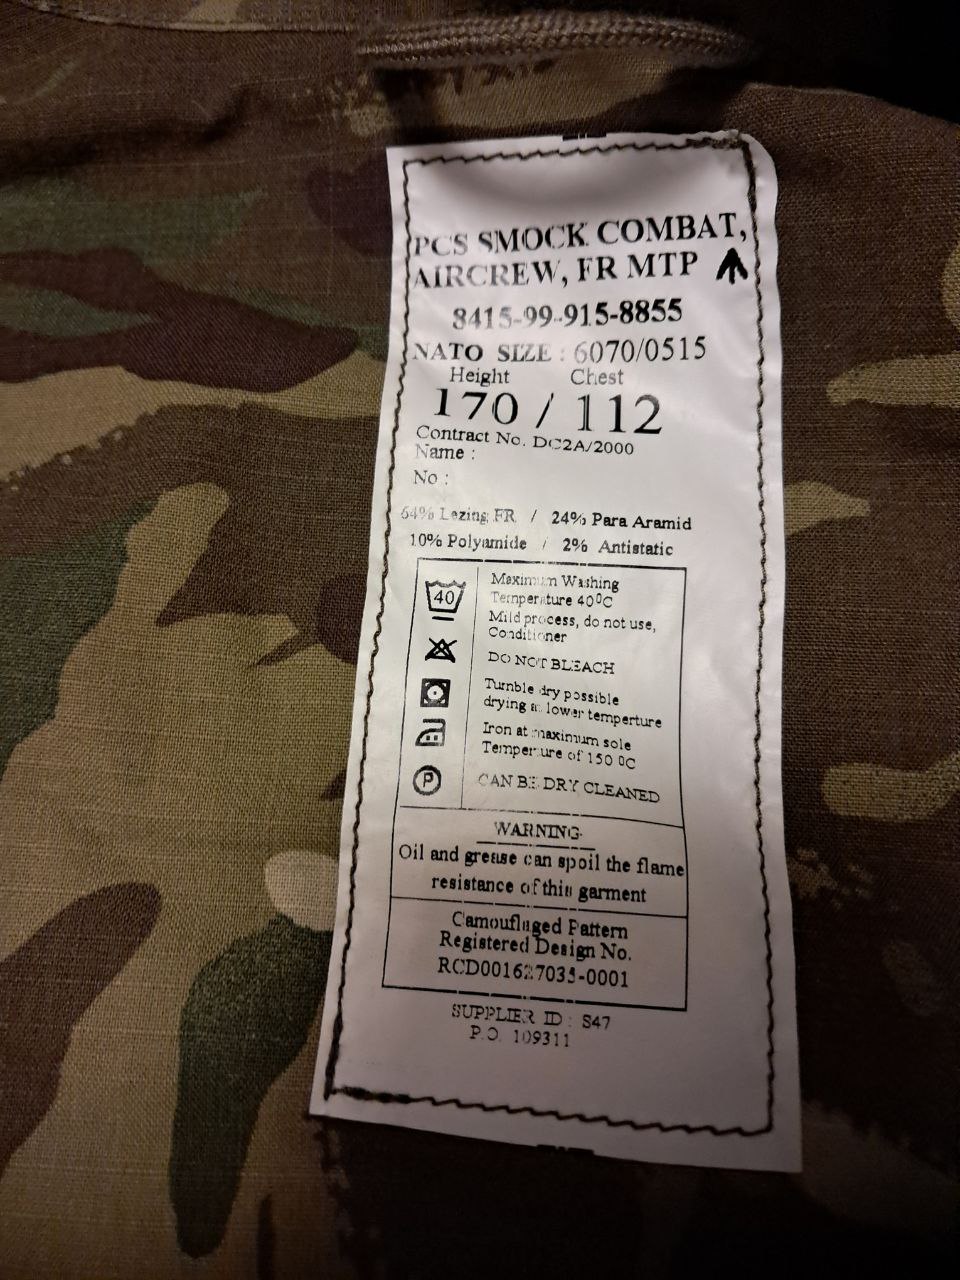 PCS SMOCK COMBAT,
AIRCREW, FR MTP
8415-99-915-8855
NATO SIZE : 6070/0515
Height Chest
170 / 112
Contract No. DC2A/2000
Name :
No :
64% Lezing FR / 24% Para Aramid
10% Polyamide / 2% Antistatic
40
Maximum Washing
Temperature 40⁰C
Mild process, do not use,
Conditioner
DO NOT BLEACH
Tumble dry possible
drying at lower temperture
Iron at maximum sole
Temperture of 150 ⁰C
P
CAN BE DRY CLEANED
WARNING
Oil and grease can spoil the flame
resistance of this garment
Camouflaged Pattern
Registered Design No.
RCD001627035-0001
SUPPLIER ID : S47
P.O. 109311